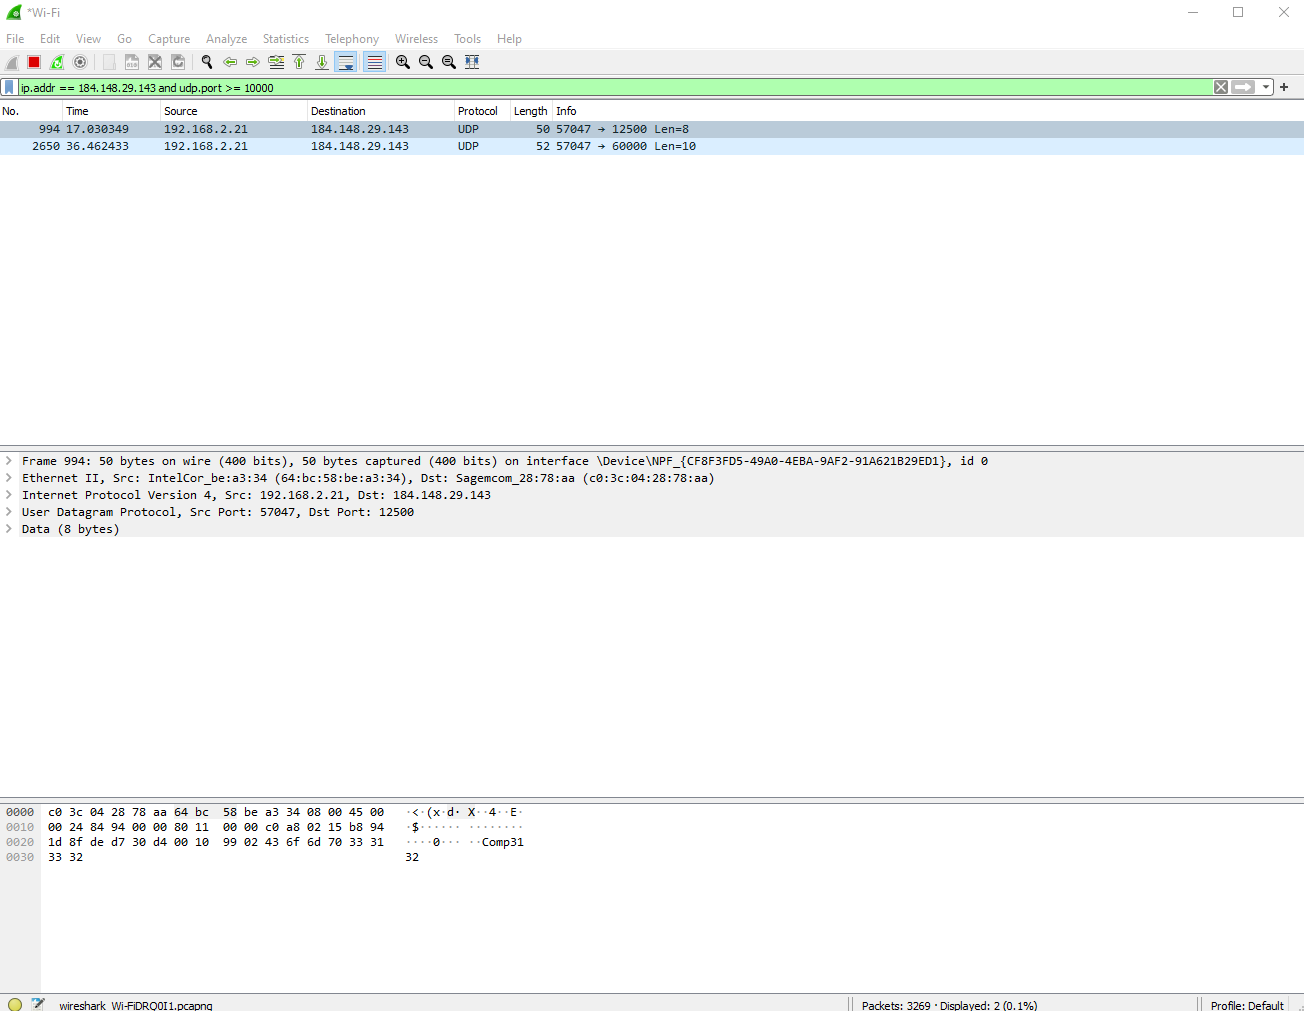 *Wi-Fi
File Edit View Go Capture Analyze Statistics Telephony Wireless Tools Help
ip.addr == 184.148.29.143 and udp.port >= 10000
No. Time Source Destination Protocol Length Info
994 17.030349 192.168.2.21 184.148.29.143 UDP 50 57047 → 12500 Len=8
2650 36.462433 192.168.2.21 184.148.29.143 UDP 52 57047 → 60000 Len=10
Frame 994: 50 bytes on wire (400 bits), 50 bytes captured (400 bits) on interface \Device\NPF_{CF8F3FD5-49A0-4EBA-9AF2-91A621B29ED1}, id 0
Ethernet II, Src: IntelCor_be:a3:34 (64:bc:58:be:a3:34), Dst: Sagemcom_28:78:aa (c0:3c:04:28:78:aa)
Internet Protocol Version 4, Src: 192.168.2.21, Dst: 184.148.29.143
User Datagram Protocol, Src Port: 57047, Dst Port: 12500
Data (8 bytes)
0000 c0 3c 04 28 78 aa 64 bc 58 be a3 34 08 00 45 00 ·<·(x·d· X··4··E·
0010 00 24 84 94 00 00 80 11 00 00 c0 a8 02 15 b8 94 ·$······ ········
0020 1d 8f de d7 30 d4 00 10 99 02 43 6f 6d 70 33 31 ····0··· ··Comp31
0030 33 32 32
wireshark_Wi-FiDRQ0I1.pcapng Packets: 3269 · Displayed: 2 (0.1%) Profile: Default